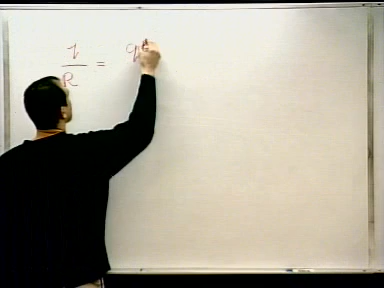 1/R = q